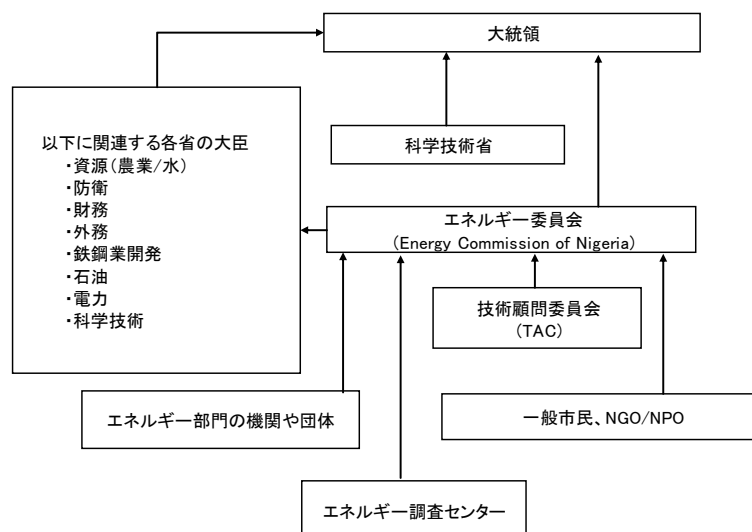 大統領
以下に関連する各省の大臣
・資源（農業/水）
・防衛
・財務
・外務
・鉄鋼業開発
・石油
・電力
・科学技術
科学技術省
エネルギー委員会
(Energy Commission of Nigeria)
技術顧問委員会
(TAC)
エネルギー部門の機関や団体
一般市民、NGO/NPO
エネルギー調査センター